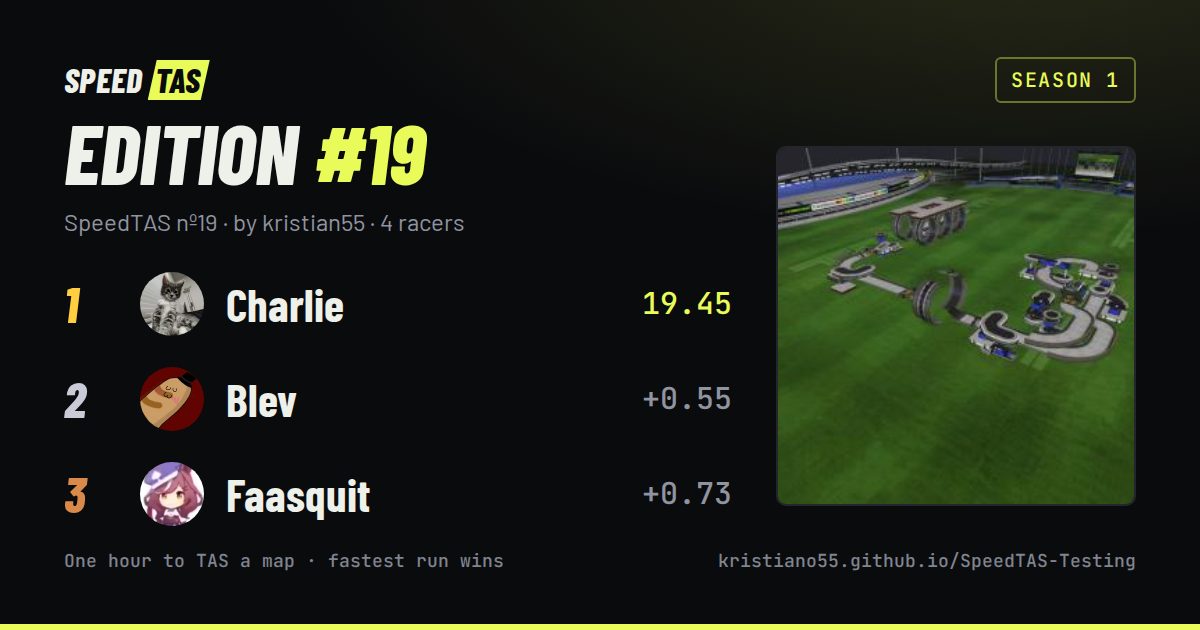 SPEED TAS
SEASON 1
EDITION #19
SpeedTAS nº19 · by kristian55 · 4 racers
1 Charlie 19.45
2 Blev +0.55
3 Faasquit +0.73
One hour to TAS a map · fastest run wins
kristiano55.github.io/SpeedTAS-Testing